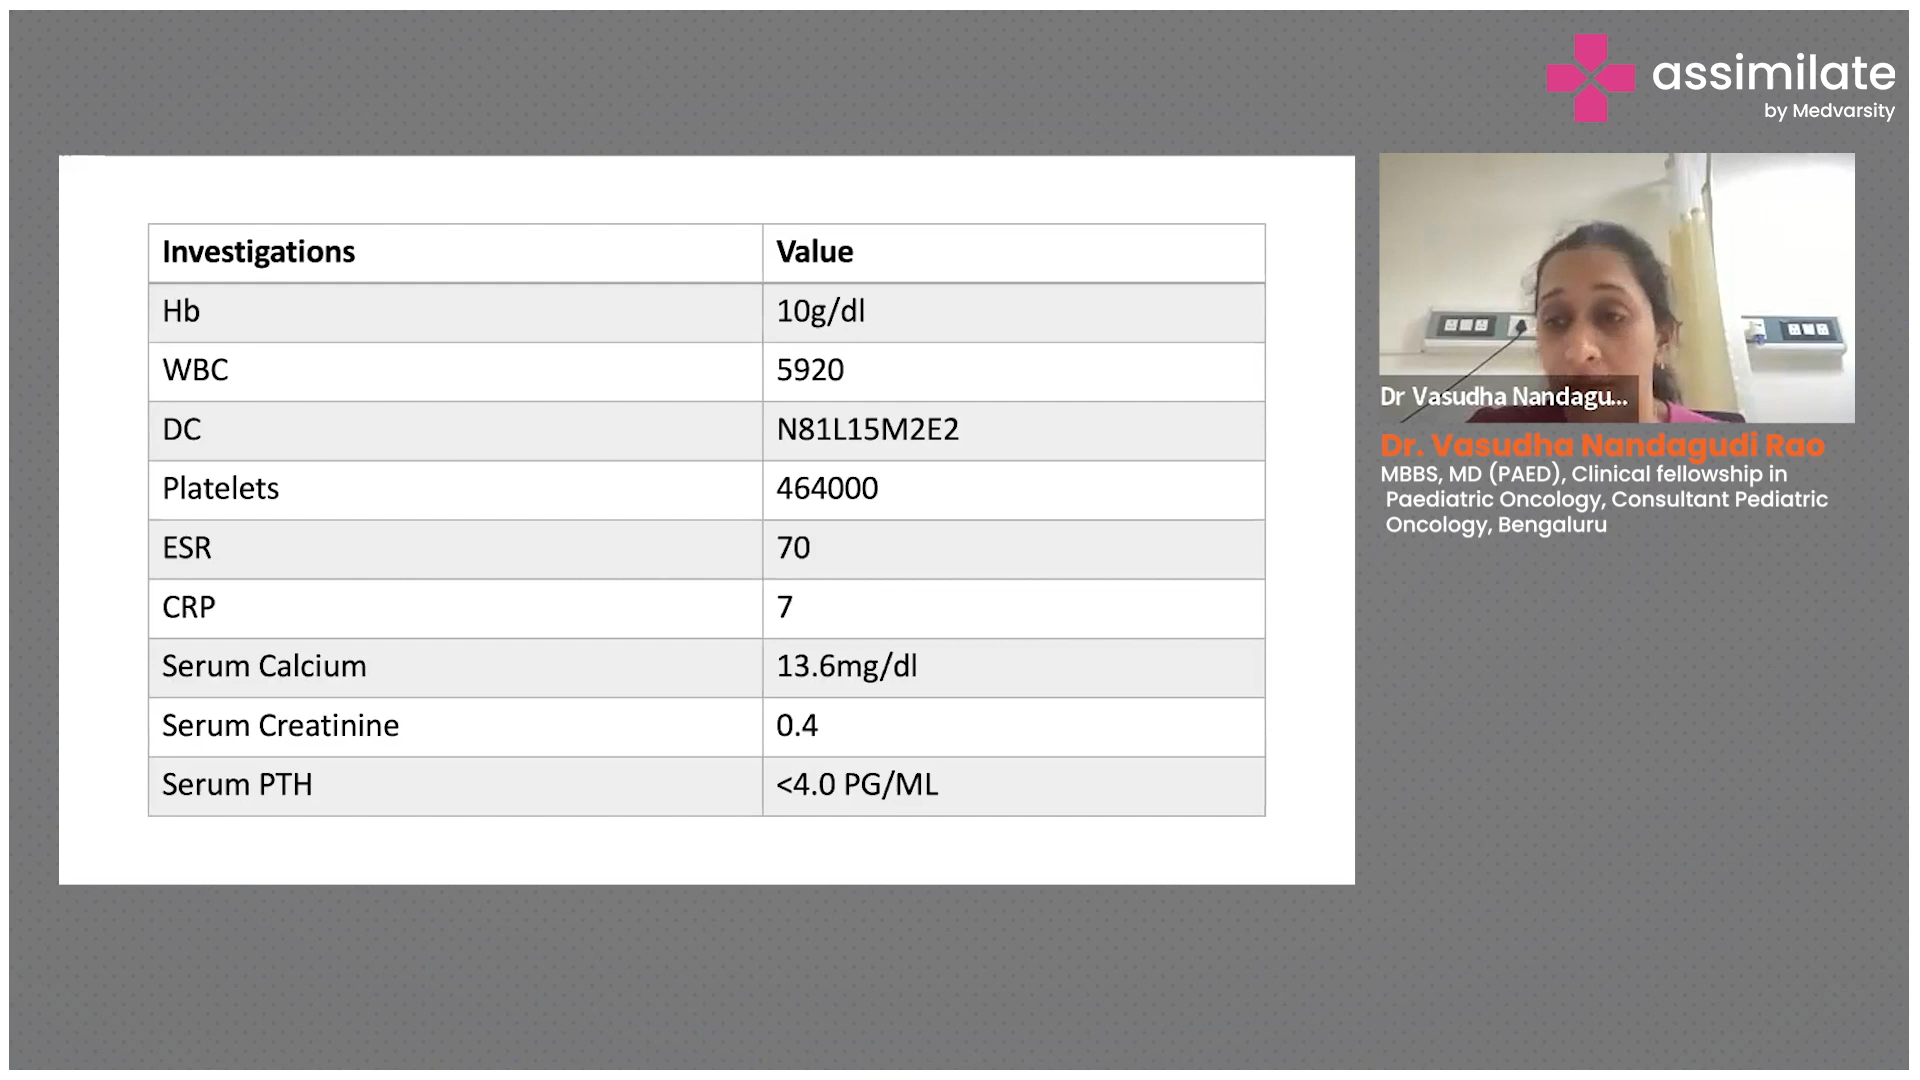 assimilate
by Medvarsity
Investigations Value
Hb 10g/dl
WBC 5920
DC N81L15M2E2
Platelets 464000
ESR 70
CRP 7
Serum Calcium 13.6mg/dl
Serum Creatinine 0.4
Serum PTH <4.0 PG/ML
Dr Vasudha Nandagu...
Dr. Vasudha Nandagudi Rao
MBBS, MD (PAED), Clinical fellowship in
Paediatric Oncology, Consultant Pediatric
Oncology, Bengaluru